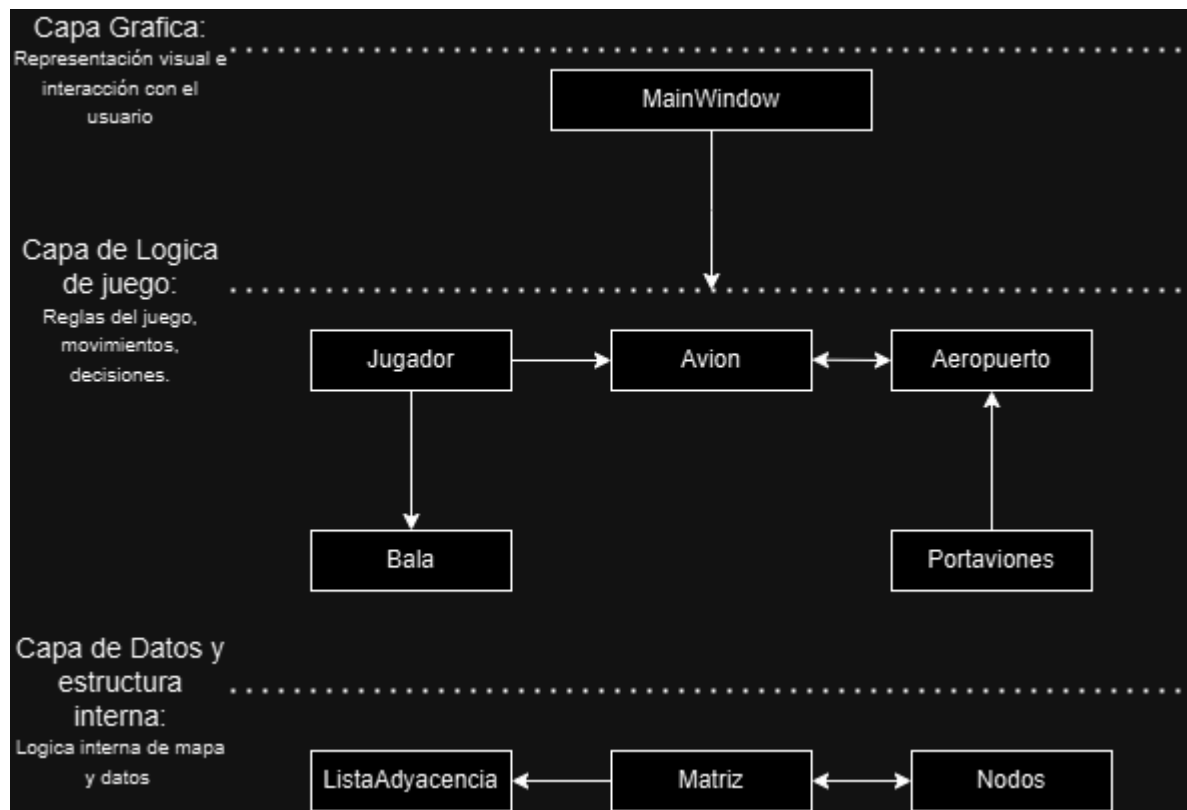 Capa Grafica:
Representación visual e
interacción con el
usuario
MainWindow
Capa de Logica
de juego:
Reglas del juego,
movimientos,
decisiones.
Jugador
Avion
Aeropuerto
Bala
Portaviones
Capa de Datos y
estructura
interna:
Logica interna de mapa
y datos
ListaAdyacencia
Matriz
Nodos